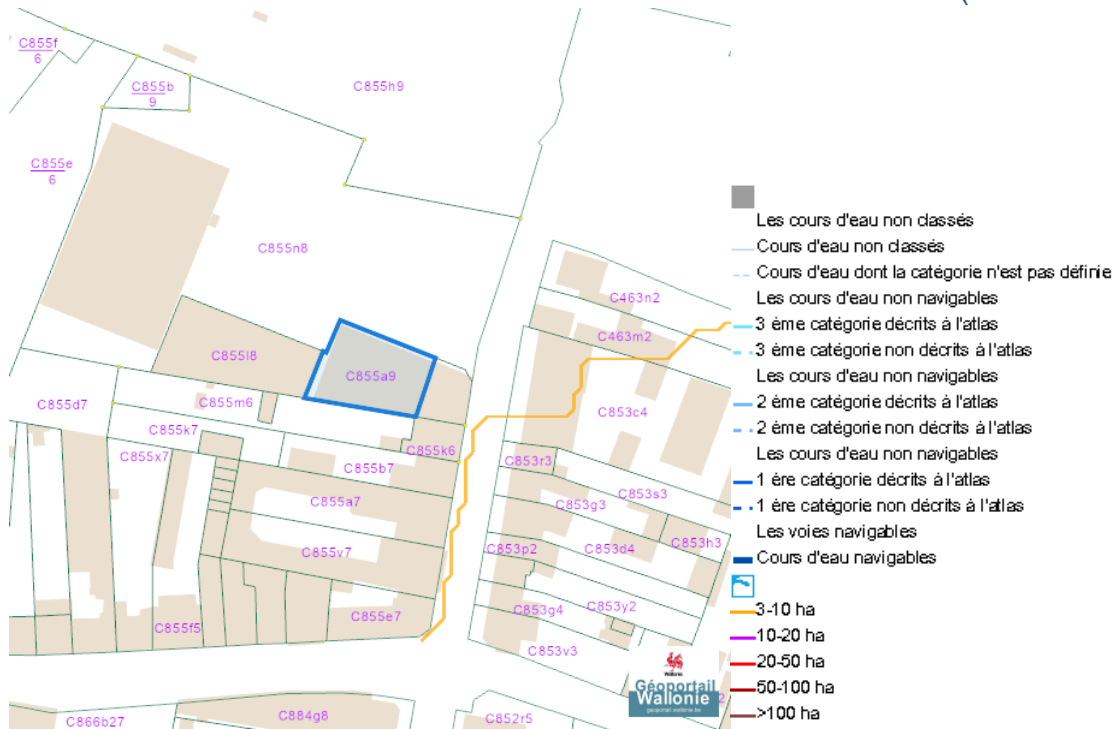 C855f
6
C855b
9
C855h9
C855e
6
C855n8
C463n2
C463m2
C855l8
C855a9
C855m6
C855d7
C853c4
C855k7
C855k6
C855x7
C855b7
C853r3
C853s3
C855a7
C853g3
C853h3
C855v7
C853p2
C853d4
C853g4
C853y2
C855e7
C855f5
C853v3
C866b27
C884g8
C852r5
Wallonie
Géoportail
Wallonie
geoportail.wallonie.be
2
Les cours d'eau non classés
Cours d'eau non classés
Cours d'eau dont la catégorie n'est pas définie
Les cours d'eau non navigables
3 ème catégorie décrits à l'atlas
3 ème catégorie non décrits à l'atlas
Les cours d'eau non navigables
2 ème catégorie décrits à l'atlas
2 ème catégorie non décrits à l'atlas
Les cours d'eau non navigables
1 ère catégorie décrits à l'atlas
1 ère catégorie non décrits à l'atlas
Les voies navigables
Cours d'eau navigables
3-10 ha
10-20 ha
20-50 ha
50-100 ha
>100 ha